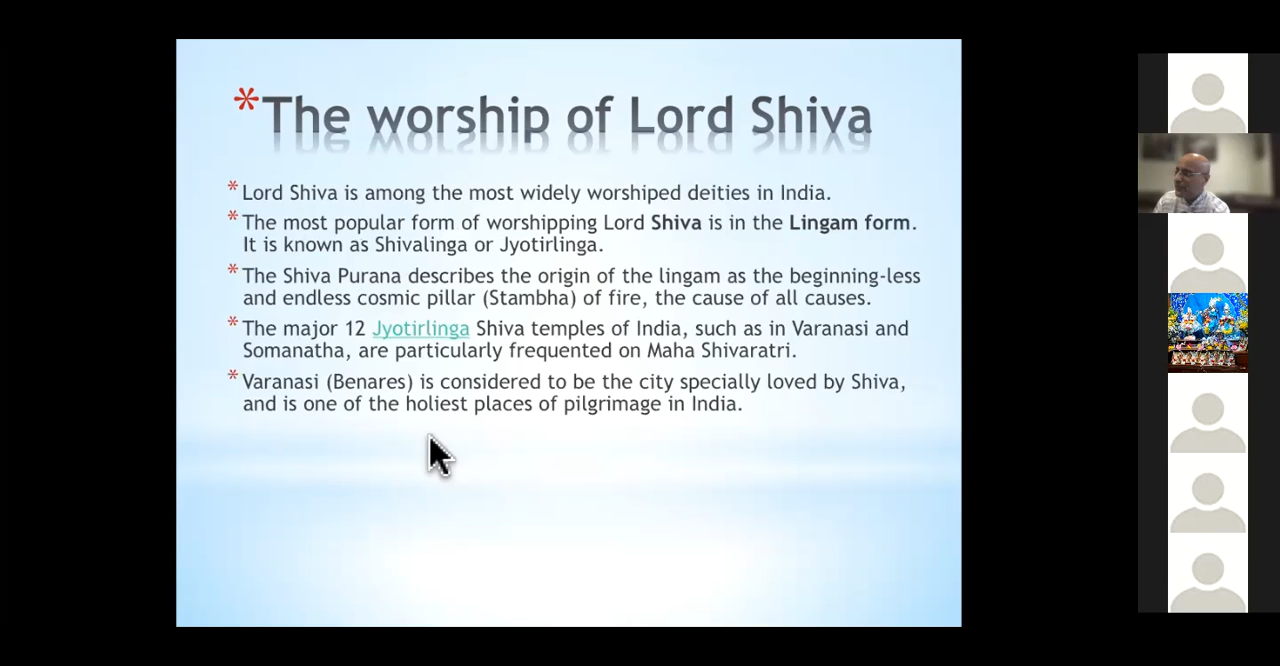 *The worship of Lord Shiva
* Lord Shiva is among the most widely worshiped deities in India.
* The most popular form of worshipping Lord Shiva is in the Lingam form.
It is known as Shivalinga or Jyotirlinga.
* The Shiva Purana describes the origin of the lingam as the beginning-less
and endless cosmic pillar (Stambha) of fire, the cause of all causes.
* The major 12 Jyotirlinga Shiva temples of India, such as in Varanasi and
Somanatha, are particularly frequented on Maha Shivaratri.
* Varanasi (Benares) is considered to be the city specially loved by Shiva,
and is one of the holiest places of pilgrimage in India.